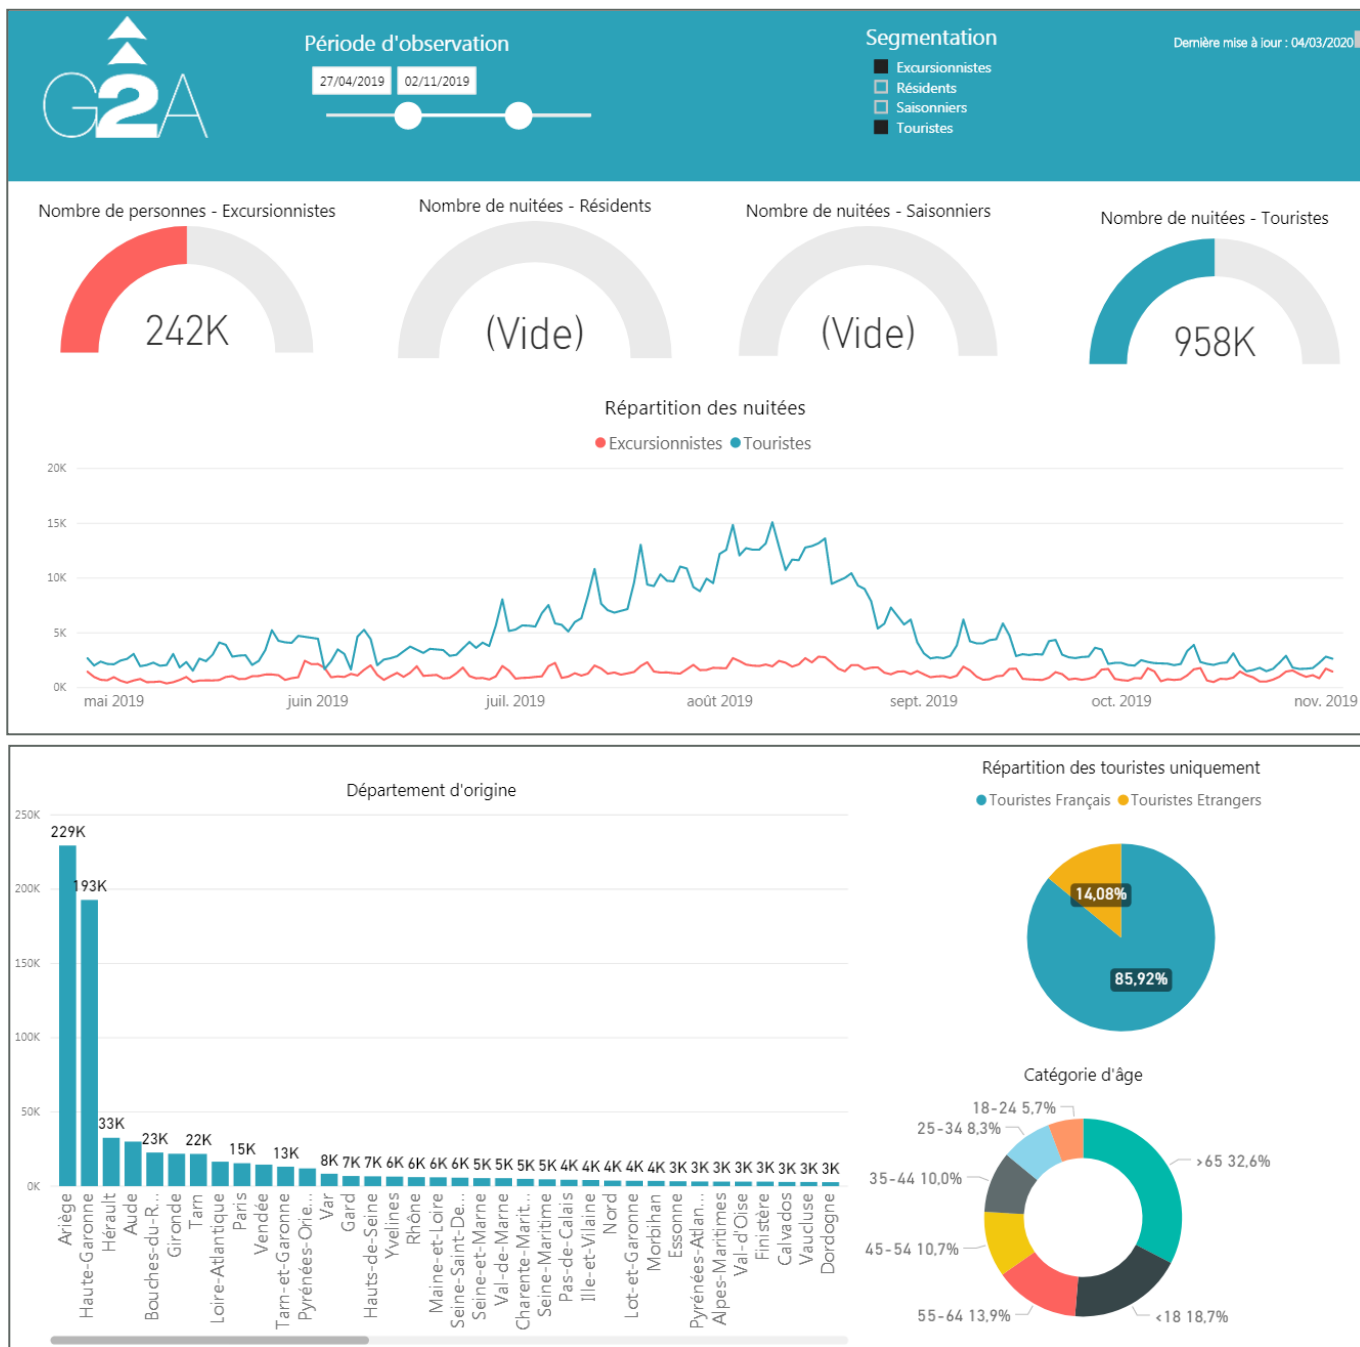 G2A
Période d'observation
27/04/2019 02/11/2019
Segmentation
Excursionnistes
Résidents
Saisonniers
Touristes
Dernière mise à jour : 04/03/2020
Nombre de personnes - Excursionnistes
242K
Nombre de nuitées - Résidents
(Vide)
Nombre de nuitées - Saisonniers
(Vide)
Nombre de nuitées - Touristes
958K
Répartition des nuitées
Excursionnistes Touristes
20K
15K
10K
5K
0K
mai 2019 juin 2019 juil. 2019 août 2019 sept. 2019 oct. 2019 nov. 2019
Département d'origine
250K
200K
150K
100K
50K
0K
229K 193K 33K 23K 22K 15K 13K 8K 7K 7K 6K 6K 6K 6K 5K 5K 5K 5K 4K 4K 4K 4K 4K 3K 3K 3K 3K 3K 3K 3K 3K
Ariège
Haute-Garonne
Hérault
Aude
Bouches-du-R...
Gironde
Tarn
Loire-Atlantique
Paris
Vendée
Tarn-et-Garonne
Pyrénées-Orie...
Var
Gard
Hauts-de-Seine
Yvelines
Rhône
Maine-et-Loire
Seine-Saint-De...
Seine-et-Marne
Val-de-Marne
Charente-Marit...
Seine-Maritime
Pas-de-Calais
Ille-et-Vilaine
Nord
Lot-et-Garonne
Morbihan
Essonne
Pyrénées-Atlan...
Alpes-Maritimes
Val-d'Oise
Finistère
Calvados
Vaucluse
Dordogne
Répartition des touristes uniquement
Touristes Français Touristes Etrangers
14,08%
85,92%
Catégorie d'âge
18-24 5,7%
25-34 8,3%
35-44 10,0%
45-54 10,7%
55-64 13,9%
>65 32,6%
<18 18,7%